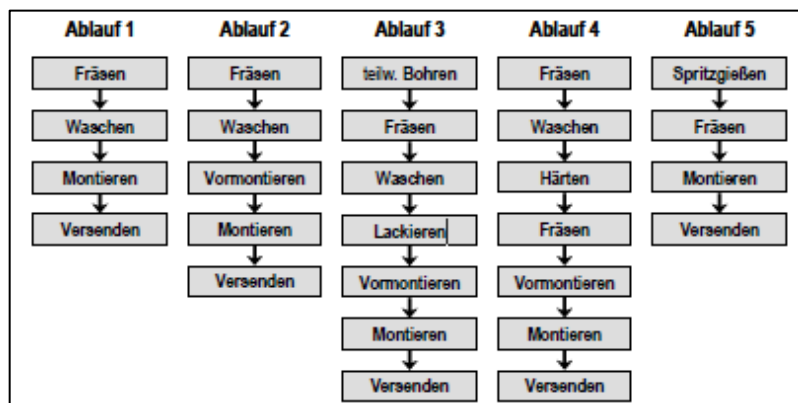 Ablauf 1
Fräsen
Waschen
Montieren
Versenden
Ablauf 2
Fräsen
Waschen
Vormontieren
Montieren
Versenden
Ablauf 3
teilw. Bohren
Fräsen
Waschen
Lackieren
Vormontieren
Montieren
Versenden
Ablauf 4
Fräsen
Waschen
Härten
Fräsen
Vormontieren
Montieren
Versenden
Ablauf 5
Spritzgießen
Fräsen
Montieren
Versenden